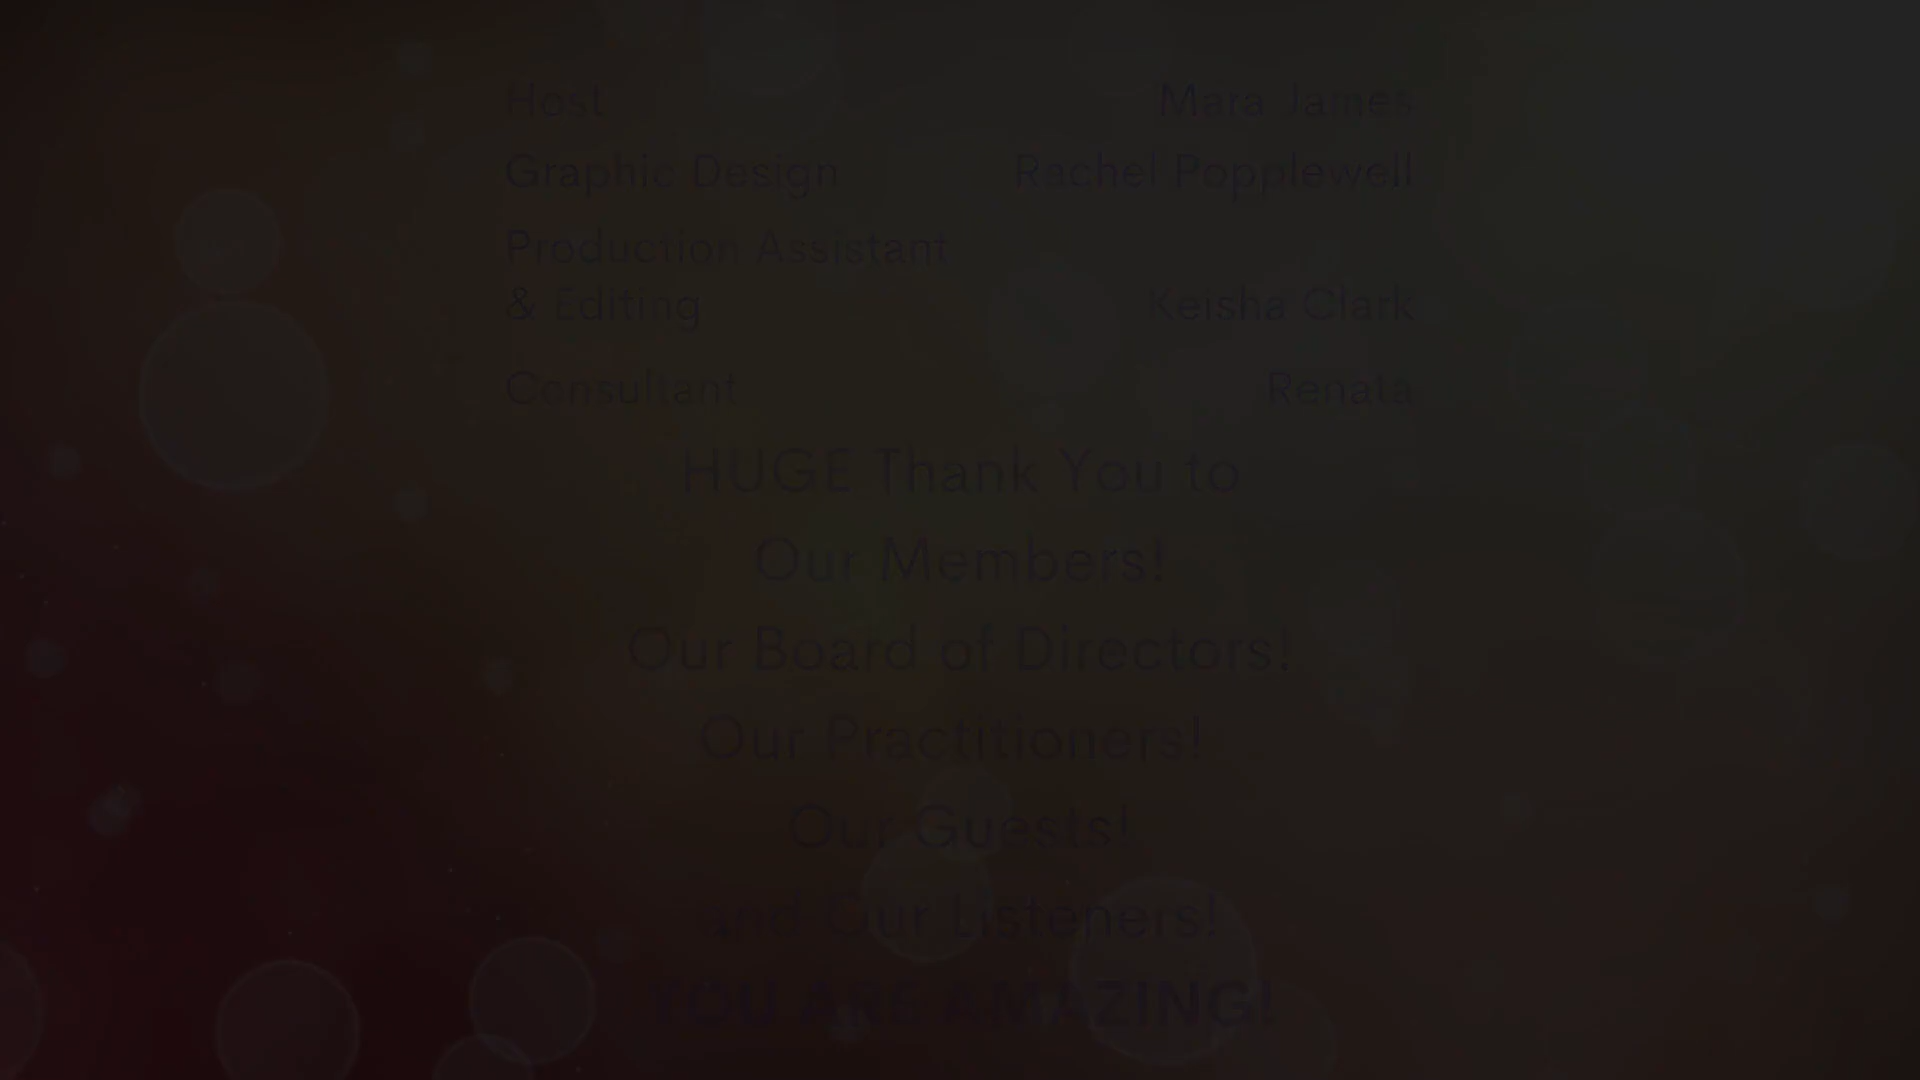 Host Mara James
Graphic Design Rachel Popplewell
Production Assistant
& Editing Keisha Clark
Consultant Renata
HUGE Thank You to
Our Members!
Our Board of Directors!
Our Practitioners!
Our Guests!
and Our Listeners!
YOU ARE AMAZING!